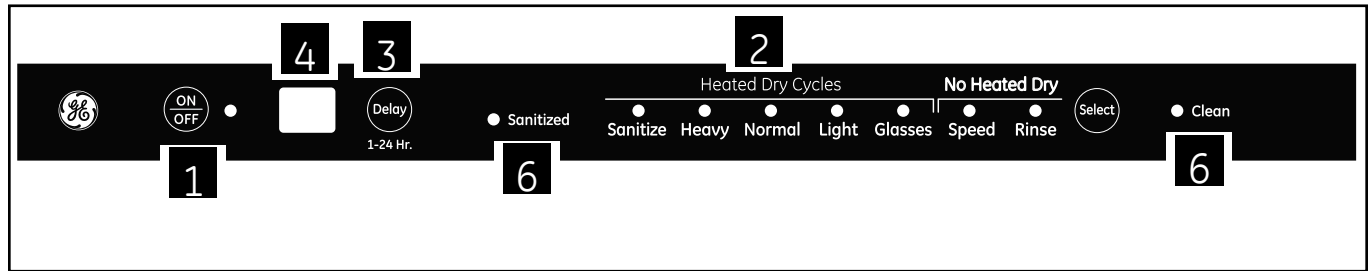 4
3
2
GE
ON
OFF
Delay
1-24 Hr.
Sanitized
Heated Dry Cycles
No Heated Dry
Sanitize Heavy Normal Light Glasses Speed Rinse
Select
Clean
1
6
6